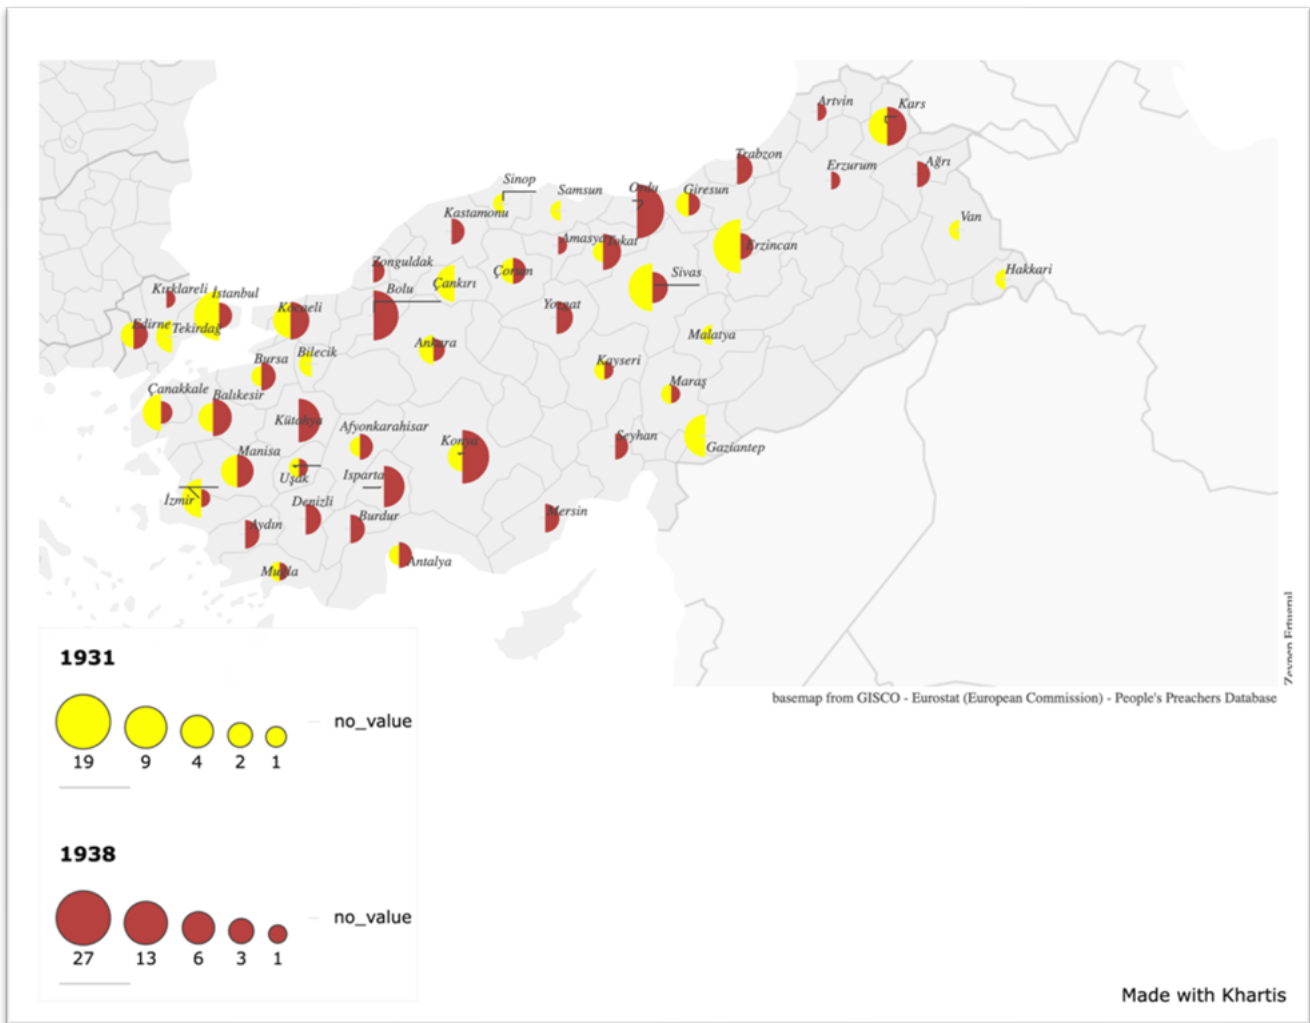 Artvin
Kars
Trabzon
Erzurum
Ağrı
Sinop
Samsun
Ordu
Giresun
Kastamonu
Van
Amasya
Tokat
Erzincan
Zonguldak
Çorum
Sivas
Hakkari
Çankırı
Kırklareli
İstanbul
Bolu
Kocaeli
Yozgat
Edirne
Tekirdağ
Malatya
Ankara
Bursa
Bilecik
Kayseri
Maraş
Çanakkale
Balıkesir
Kütahya
Afyonkarahisar
Konya
Seyhan
Gaziantep
Manisa
Uşak
Isparta
İzmir
Denizli
Burdur
Mersin
Aydın
Antalya
Muğla
basemap from GISCO - Eurostat (European Commission) - People's Preachers Database
1931
no_value
19 9 4 2 1
1938
no_value
27 13 6 3 1
Made with Khartis